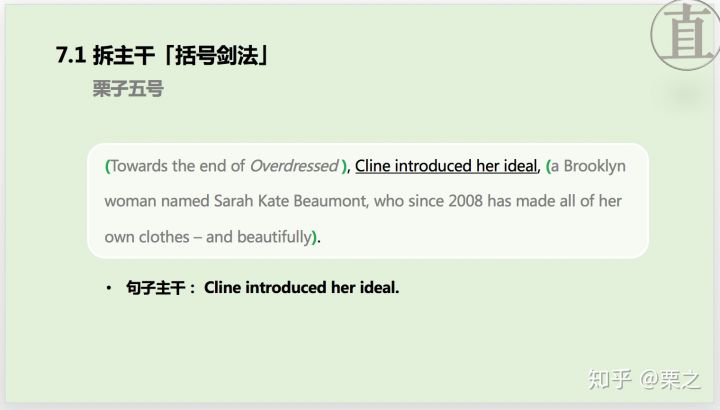 直
7.1 拆主干「括号剑法」
栗子五号
(Towards the end of Overdressed ), Cline introduced her ideal, (a Brooklyn
woman named Sarah Kate Beaumont, who since 2008 has made all of her
own clothes – and beautifully).
• 句子主干： Cline introduced her ideal.
知乎 @栗之